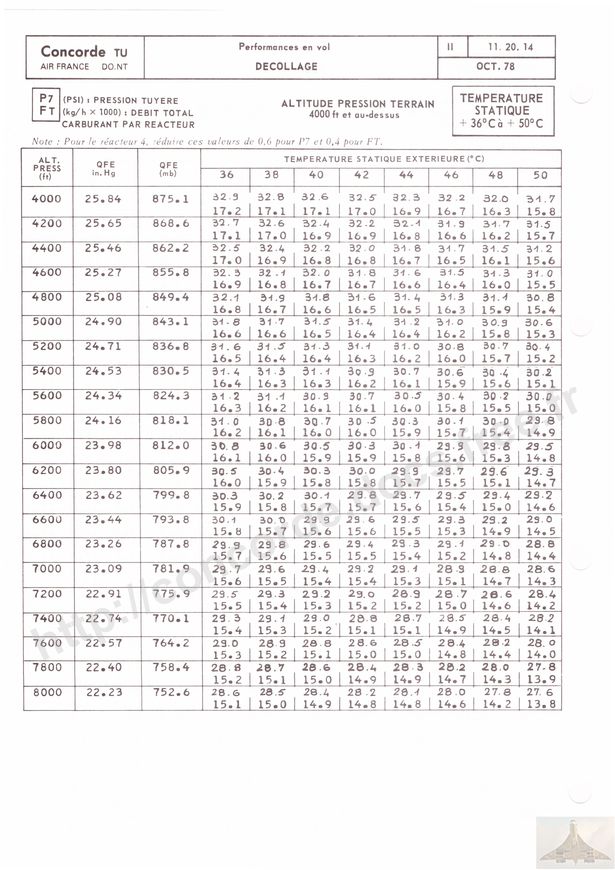 Concorde TU
AIR FRANCE DO.NT
Performances en vol
DECOLLAGE
II 11. 20. 14
OCT. 78
P7 (PSI) : PRESSION TUYERE
FT (kg/h × 1000) : DEBIT TOTAL
CARBURANT PAR REACTEUR
ALTITUDE PRESSION TERRAIN
4000 ft et au-dessus
TEMPERATURE
STATIQUE
+ 36°C à + 50°C
Note : Pour le réacteur 4, réduire ces valeurs de 0,6 pour P7 et 0,4 pour FT.
ALT. PRESS (ft) QFE in.Hg QFE (mb) TEMPERATURE STATIQUE EXTERIEURE (°C)
36 38 40 42 44 46 48 50
4000 25.84 875.1 32.9 32.8 32.6 32.5 32.3 32.2 32.0 31.7
17.2 17.1 17.1 17.0 16.9 16.7 16.3 15.8
4200 25.65 868.6 32.7 32.6 32.4 32.2 32.1 31.9 31.7 31.5
17.1 17.0 16.9 16.9 16.8 16.6 16.2 15.7
4400 25.46 862.2 32.5 32.4 32.2 32.0 31.8 31.7 31.5 31.2
17.0 16.9 16.8 16.8 16.7 16.5 16.1 15.6
4600 25.27 855.8 32.3 32.1 32.0 31.8 31.6 31.5 31.3 31.0
16.9 16.8 16.7 16.7 16.6 16.4 16.0 15.5
4800 25.08 849.4 32.1 31.9 31.8 31.6 31.4 31.3 31.1 30.8
16.8 16.7 16.6 16.5 16.5 16.3 15.9 15.4
5000 24.90 843.1 31.8 31.7 31.5 31.4 31.2 31.0 30.9 30.6
16.6 16.6 16.5 16.4 16.4 16.2 15.8 15.3
5200 24.71 836.8 31.6 31.5 31.3 31.1 31.0 30.8 30.7 30.4
16.5 16.4 16.4 16.3 16.2 16.0 15.7 15.2
5400 24.53 830.5 31.4 31.3 31.1 30.9 30.7 30.6 30.4 30.2
16.4 16.3 16.3 16.2 16.1 15.9 15.6 15.1
5600 24.34 824.3 31.2 31.1 30.9 30.7 30.5 30.4 30.2 30.0
16.3 16.2 16.1 16.1 16.0 15.8 15.5 15.0
5800 24.16 818.1 31.0 30.8 30.7 30.5 30.3 30.1 30.0 29.8
16.2 16.1 16.0 16.0 15.9 15.7 15.4 14.9
6000 23.98 812.0 30.8 30.6 30.5 30.3 30.1 29.9 29.8 29.5
16.1 16.0 15.9 15.9 15.8 15.6 15.3 14.8
6200 23.80 805.9 30.5 30.4 30.3 30.0 29.9 29.7 29.6 29.3
16.0 15.9 15.8 15.8 15.7 15.5 15.1 14.7
6400 23.62 799.8 30.3 30.2 30.1 29.8 29.7 29.5 29.4 29.2
15.9 15.8 15.7 15.7 15.6 15.4 15.0 14.6
6600 23.44 793.8 30.1 30.0 29.9 29.6 29.5 29.3 29.2 29.0
15.8 15.7 15.6 15.6 15.5 15.3 14.9 14.5
6800 23.26 787.8 29.9 29.8 29.6 29.4 29.3 29.1 29.0 28.8
15.7 15.6 15.5 15.5 15.4 15.2 14.8 14.4
7000 23.09 781.9 29.7 29.6 29.4 29.2 29.1 28.9 28.8 28.6
15.6 15.5 15.4 15.4 15.3 15.1 14.7 14.3
7200 22.91 775.9 29.5 29.3 29.2 29.0 28.9 28.7 28.6 28.4
15.5 15.4 15.3 15.2 15.2 15.0 14.6 14.2
7400 22.74 770.1 29.3 29.1 29.0 28.8 28.7 28.5 28.4 28.2
15.4 15.3 15.2 15.1 15.1 14.9 14.5 14.1
7600 22.57 764.2 29.0 28.9 28.8 28.6 28.5 28.4 28.2 28.0
15.3 15.2 15.1 15.0 15.0 14.8 14.4 14.0
7800 22.40 758.4 28.8 28.7 28.6 28.4 28.3 28.2 28.0 27.8
15.2 15.1 15.0 14.9 14.9 14.7 14.3 13.9
8000 22.23 752.6 28.6 28.5 28.4 28.2 28.1 28.0 27.8 27.6
15.1 15.0 14.9 14.8 14.8 14.6 14.2 13.8